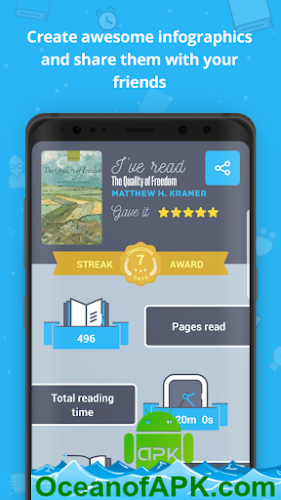 Create awesome infographics
and share them with your
friends
The Quality of Freedom
I've read
The Quality of Freedom
MATTHEW H. KRAMER
Gave it
STREAK 7 DAYS AWARD
496
Pages read
Total reading
time
20m 0s
APK
OceanofAPK.com